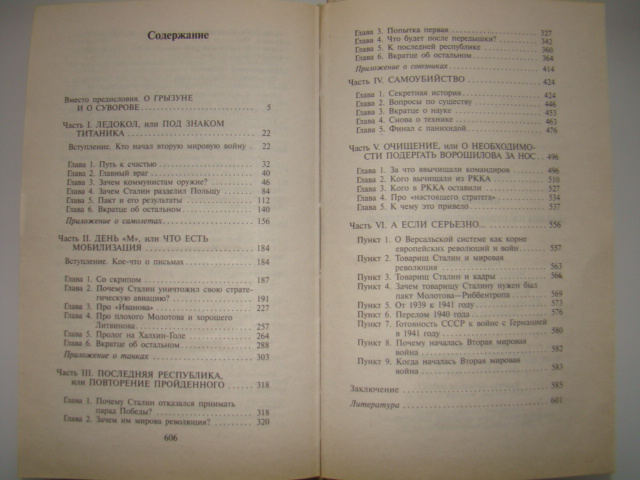 Содержание
Вместо предисловия. О ГРЫЗУНЕ
И О СУВОРОВЕ 5
Часть I. ЛЕДОКОЛ, или ПОД ЗНАКОМ
ТИТАНИКА 22
Вступление. Кто начал вторую мировую войну 22
Глава 1. Путь к счастью 32
Глава 2. Главный враг 40
Глава 3. Зачем коммунистам оружие? 46
Глава 4. Зачем Сталин разделил Польшу 84
Глава 5. Пакт и его результаты 112
Глава 6. Вкратце об остальном 140
Приложение о самолетах 156
Часть II. ДЕНЬ «М», или ЧТО ЕСТЬ
МОБИЛИЗАЦИЯ 184
Вступление. Кое-что о письмах 184
Глава 1. Со скрипом 187
Глава 2. Почему Сталин уничтожил свою страте-
гическую авиацию? 191
Глава 3. Про «Иванова» 227
Глава 4. Про плохого Молотова и хорошего
Литвинова 257
Глава 5. Пролог на Халхин-Голе 264
Глава 6. Вкратце об остальном 288
Приложение о танках 303
Часть III. ПОСЛЕДНЯЯ РЕСПУБЛИКА,
или ПОВТОРЕНИЕ ПРОЙДЕННОГО 318
Глава 1. Почему Сталин отказался принимать
парад Победы? 318
Глава 2. Зачем им мирова революция? 320
606
Глава 3. Попытка первая 327
Глава 4. Что будет после передышки? 342
Глава 5. К последней республике 360
Глава 6. Вкратце об остальном 364
Приложение о союзниках 414
Часть IV. САМОУБИЙСТВО 424
Глава 1. Секретная история 424
Глава 2. Вопросы по существу 446
Глава 3. Вкратце о науке 453
Глава 4. Снова о технике 463
Глава 5. Финал с панихидой 476
Часть V. ОЧИЩЕНИЕ, или О НЕОБХОДИМО-
СТИ ПОДЕРГАТЬ ВОРОШИЛОВА ЗА НОС 496
Глава 1. За что ввычищали командиров 496
Глава 2. Кого вычищали из РККА 510
Глава 3. Кого в РККА оставили 527
Глава 4. Про «настоящего стратега» 534
Глава 5. К чему это привело 537
Часть VI. А ЕСЛИ СЕРЬЕЗНО... 556
Пункт 1. О Версальской системе как корне
европейских революций и войн 557
Пункт 2. Товарищ Сталин и мировая
революция 563
Пункт 3. Товарищ Сталин и кадры 566
Пункт 4. Зачем товарищу Сталину нужен был
пакт Молотова—Риббентропа 569
Пункт 5. От 1939 к 1941 году 573
Пункт 6. Перелом 1940 года 576
Пункт 7. Готовность СССР к войне с Германией
в 1941 году 580
Пункт 8. Почему началась Вторая мировая
война 582
Пункт 9. Когда началась Вторая мировая
война 583
Заключение 585
Литература 601